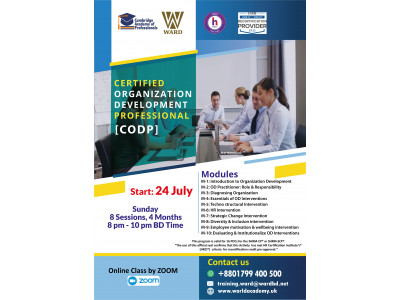 Cambridge
Academy of
Professionals
WARD
h
RECERTIFICATION
PROVIDER
CERTIFIED
ORGANIZATION
DEVELOPMENT
PROFESSIONAL
[CODP]
Start: 24 July
Sunday
8 Sessions, 4 Months
8 pm - 10 pm BD Time
Modules
M-1: Introduction to Organization Development
M-2: OD Practitioner: Role & Responsibility
M-3: Diagnosing Organization
M-4: Essentials of OD Interventions
M-5: Techno structural Intervention
M-6: HR Intervention
M-7: Strategic Change Intervention
M-8: Diversity & Inclusion Intervention
M-9: Employee motivation & wellbeing Intervention
M-10: Evaluating & Institutionalize OD Interventions
Online Class by ZOOM
zoom
Contact us
+8801799 400 500
training.ward@wardbd.net
www.wardacademy.uk